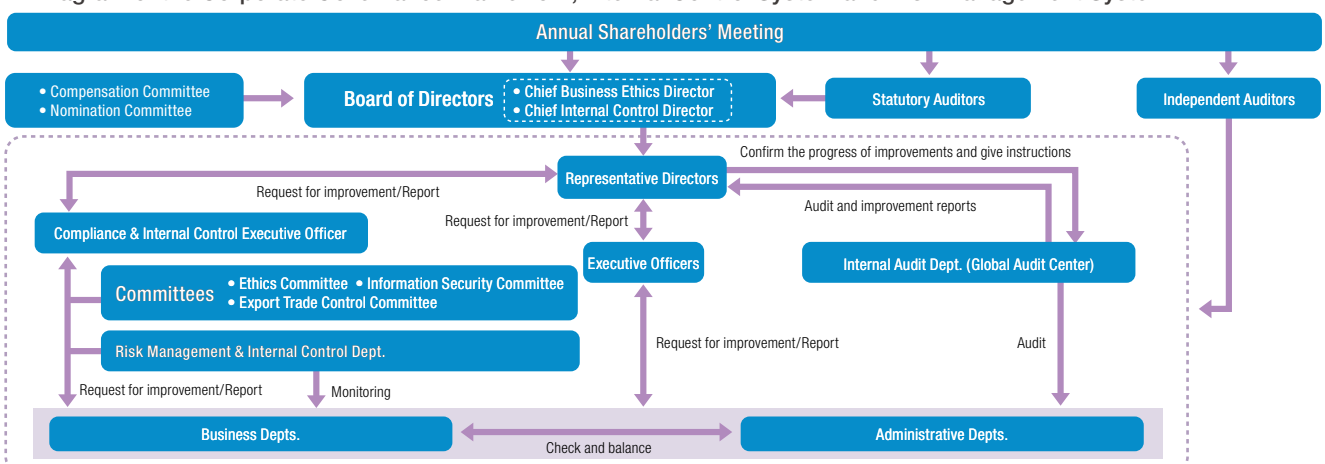 Annual Shareholders' Meeting
• Compensation Committee
• Nomination Committee
Board of Directors
• Chief Business Ethics Director
• Chief Internal Control Director
Statutory Auditors
Independent Auditors
Confirm the progress of improvements and give instructions
Representative Directors
Request for improvement/Report
Audit and improvement reports
Request for improvement/Report
Compliance & Internal Control Executive Officer
Executive Officers
Internal Audit Dept. (Global Audit Center)
Committees
• Ethics Committee • Information Security Committee
• Export Trade Control Committee
Request for improvement/Report
Audit
Risk Management & Internal Control Dept.
Request for improvement/Report
Monitoring
Business Depts.
Check and balance
Administrative Depts.